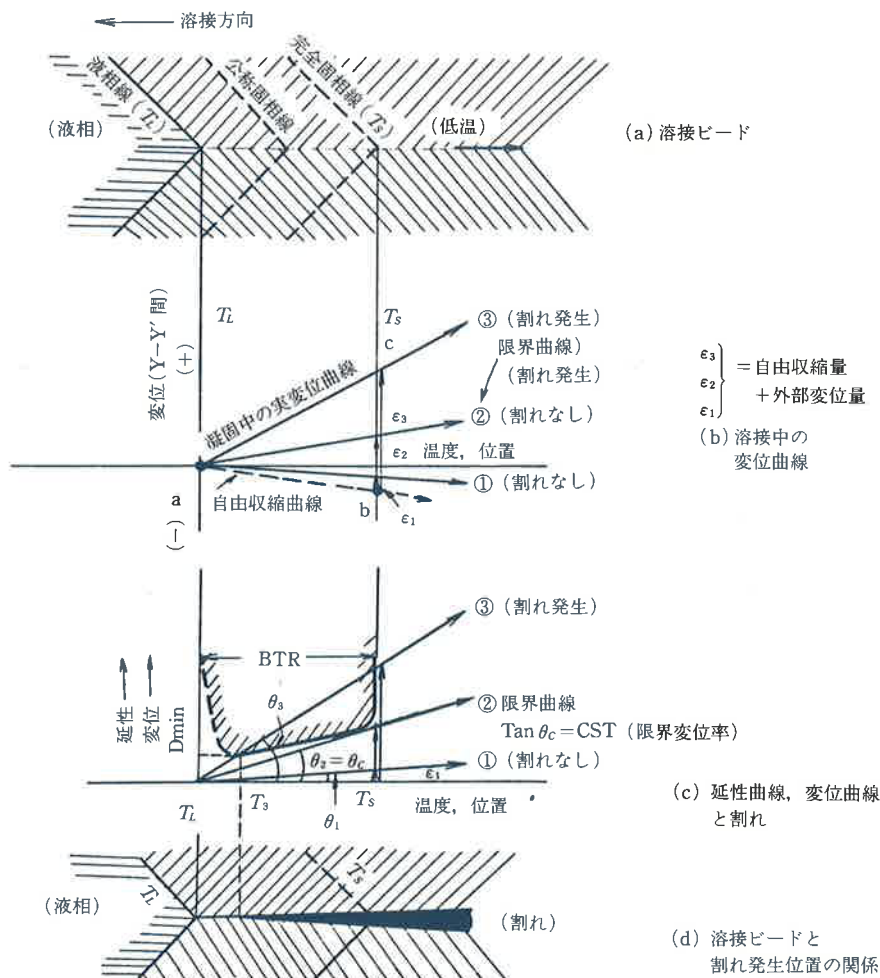 溶接方向
液相線(T_L)
公称固相線
完全固相線(T_S)
(液相)
(低温)
(a) 溶接ビード
変位(Y−Y′間)
(+)
T_L
T_S
c
③ (割れ発生)
限界曲線)
(割れ発生)
凝固中の実変位曲線
ε3
② (割れなし)
ε2
温度, 位置
① (割れなし)
a
自由収縮曲線
b
ε1
(−)
ε3
ε2
ε1
=自由収縮量
+外部変位量
(b) 溶接中の
変位曲線
③ (割れ発生)
BTR
延性
変位
Dmin
θ3
② 限界曲線
Tan θc=CST (限界変位率)
θ2=θc
① (割れなし)
ε1
T_L
T3
θ1
T_S
温度, 位置
(c) 延性曲線, 変位曲線
と割れ
(液相)
T_L
T_S
(割れ)
(d) 溶接ビードと
割れ発生位置の関係